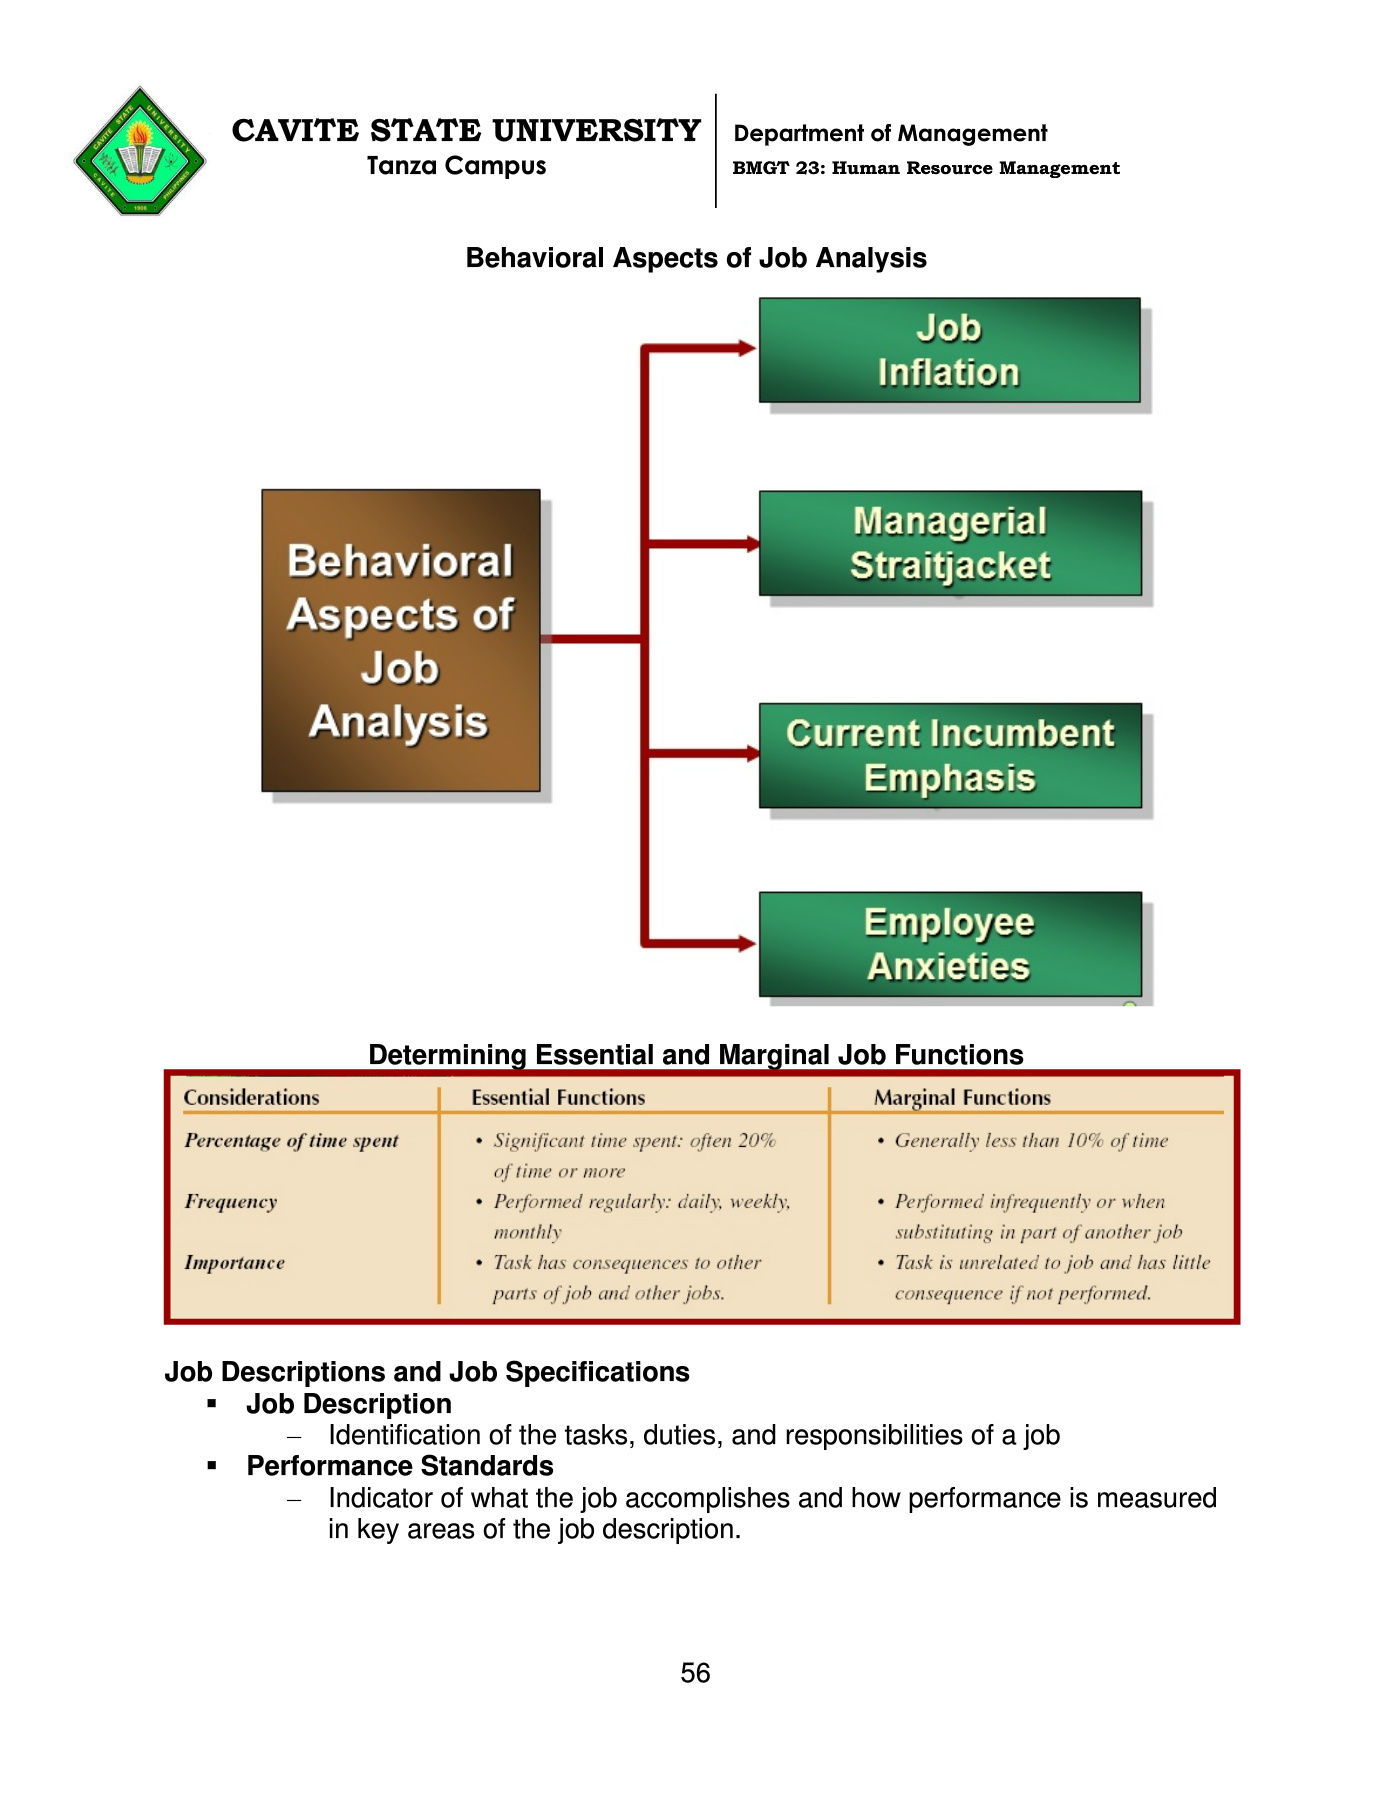 CAVITE STATE UNIVERSITY
Tanza Campus
Department of Management
BMGT 23: Human Resource Management
CAVITE STATE UNIVERSITY
CAVITE
PHILIPPINES
1906
Behavioral Aspects of Job Analysis
Behavioral
Aspects of
Job
Analysis
Job
Inflation
Managerial
Straitjacket
Current Incumbent
Emphasis
Employee
Anxieties
Determining Essential and Marginal Job Functions
Considerations Essential Functions Marginal Functions
Percentage of time spent • Significant time spent: often 20% • Generally less than 10% of time
of time or more
Frequency • Performed regularly: daily, weekly, • Performed infrequently or when
monthly substituting in part of another job
Importance • Task has consequences to other • Task is unrelated to job and has little
parts of job and other jobs. consequence if not performed.
Job Descriptions and Job Specifications
▪ Job Description
– Identification of the tasks, duties, and responsibilities of a job
▪ Performance Standards
– Indicator of what the job accomplishes and how performance is measured
in key areas of the job description.
56